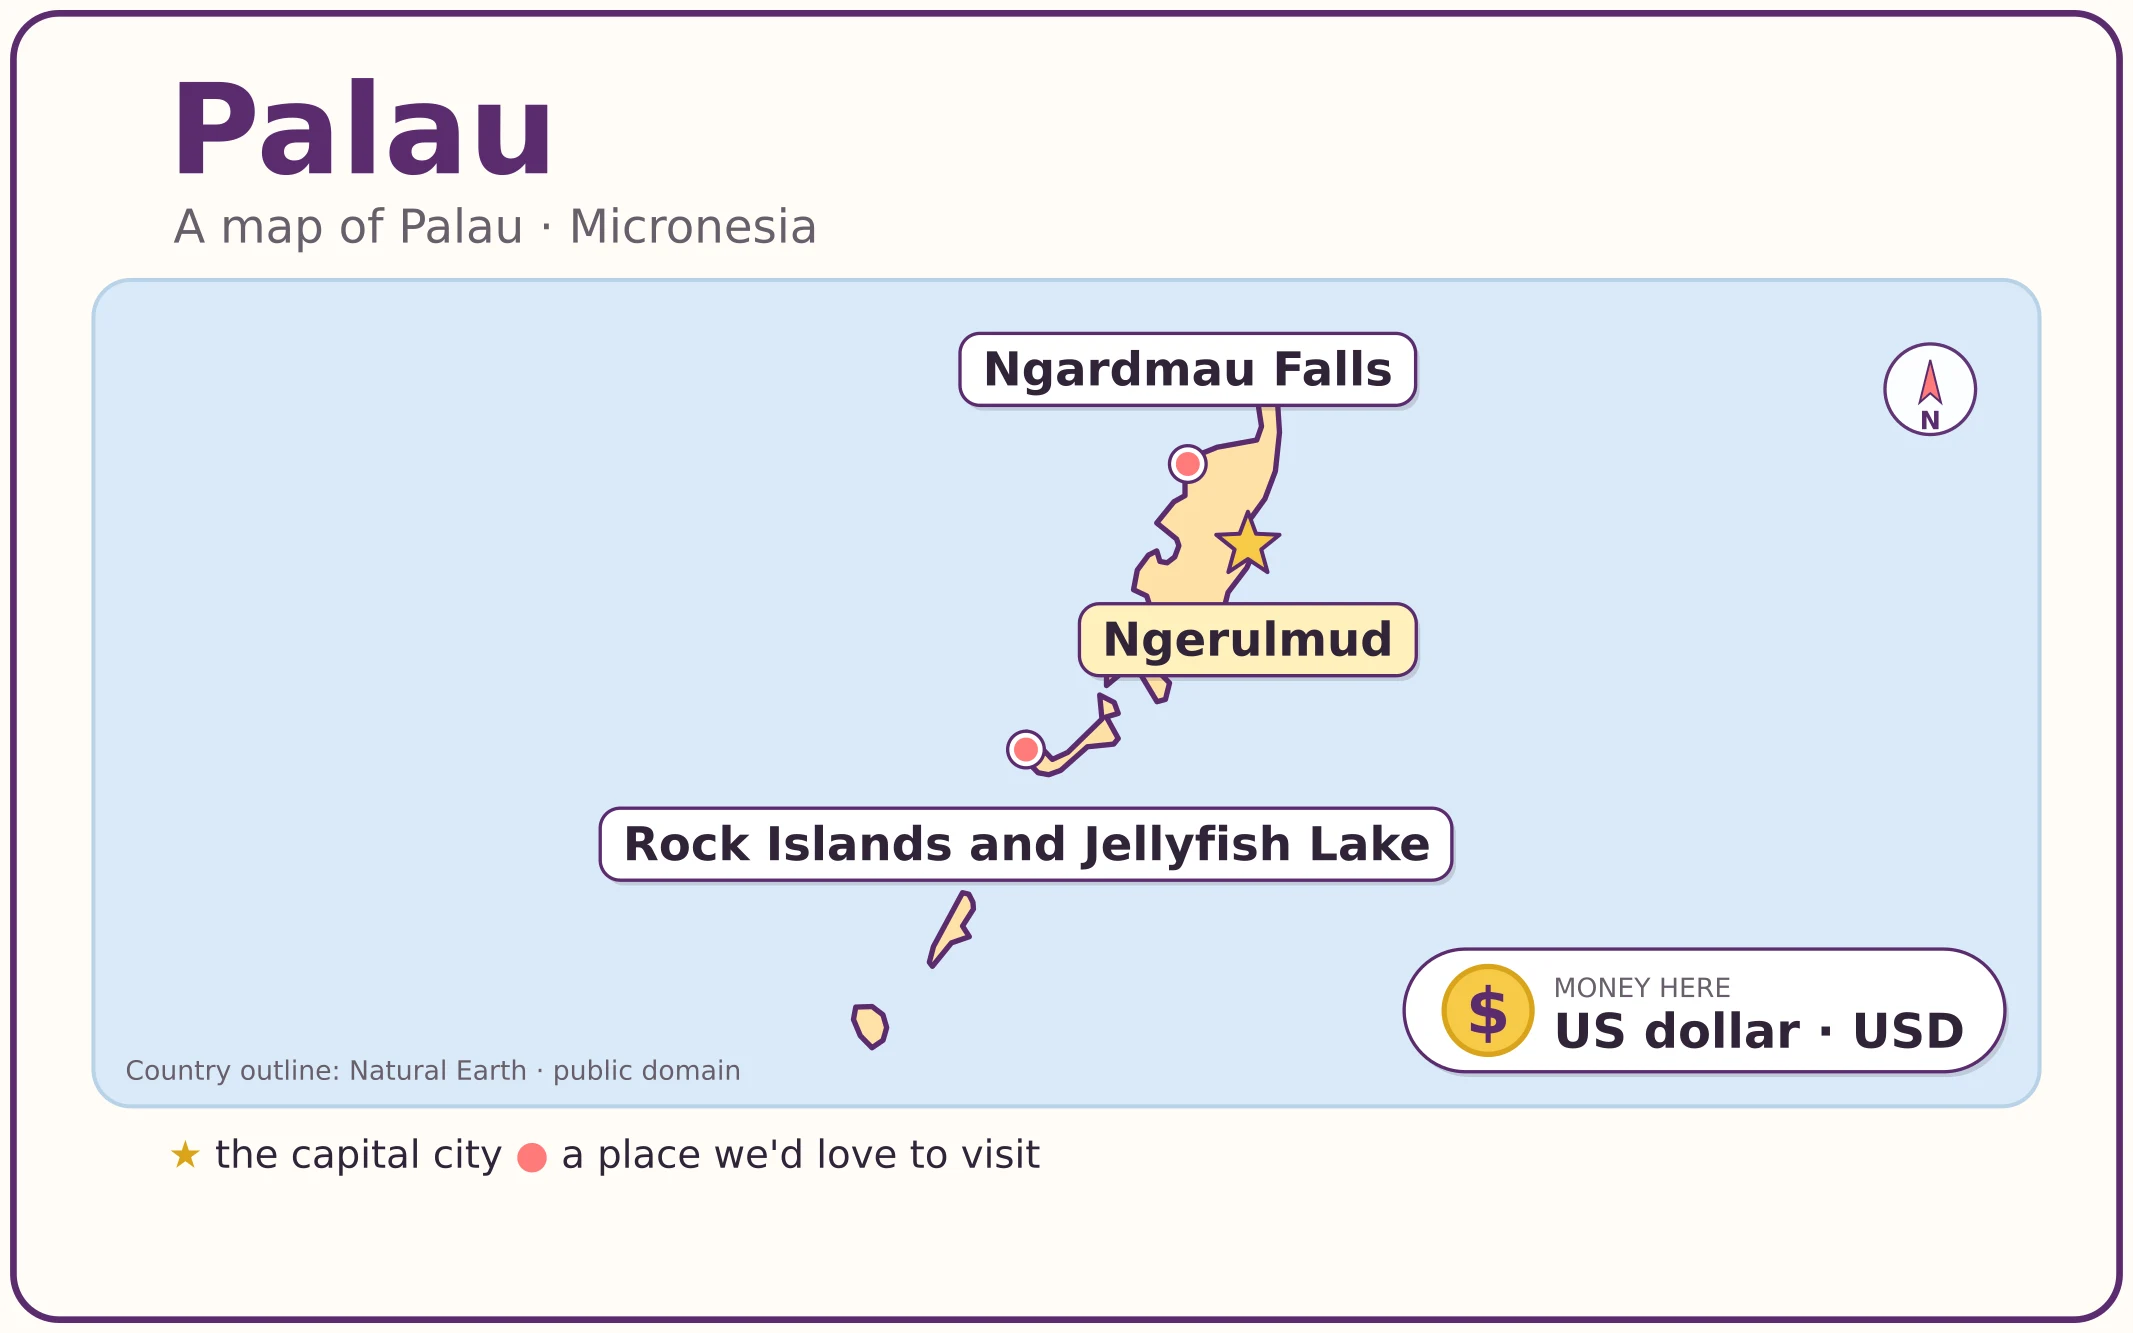 Palau
A map of Palau · Micronesia
Ngardmau Falls
N
Ngerulmud
Rock Islands and Jellyfish Lake
$
MONEY HERE
US dollar · USD
Country outline: Natural Earth · public domain
★ the capital city ● a place we'd love to visit